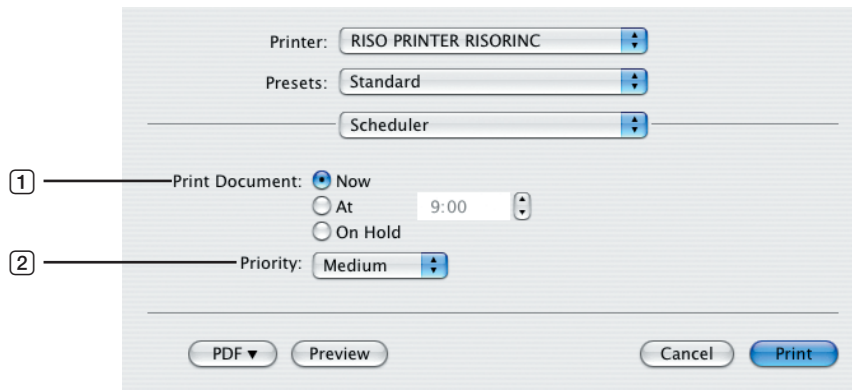 Printer: RISO PRINTER RISORINC
Presets: Standard
Scheduler
1 Print Document: Now
At 9:00
On Hold
2 Priority: Medium
PDF ▼ Preview Cancel Print